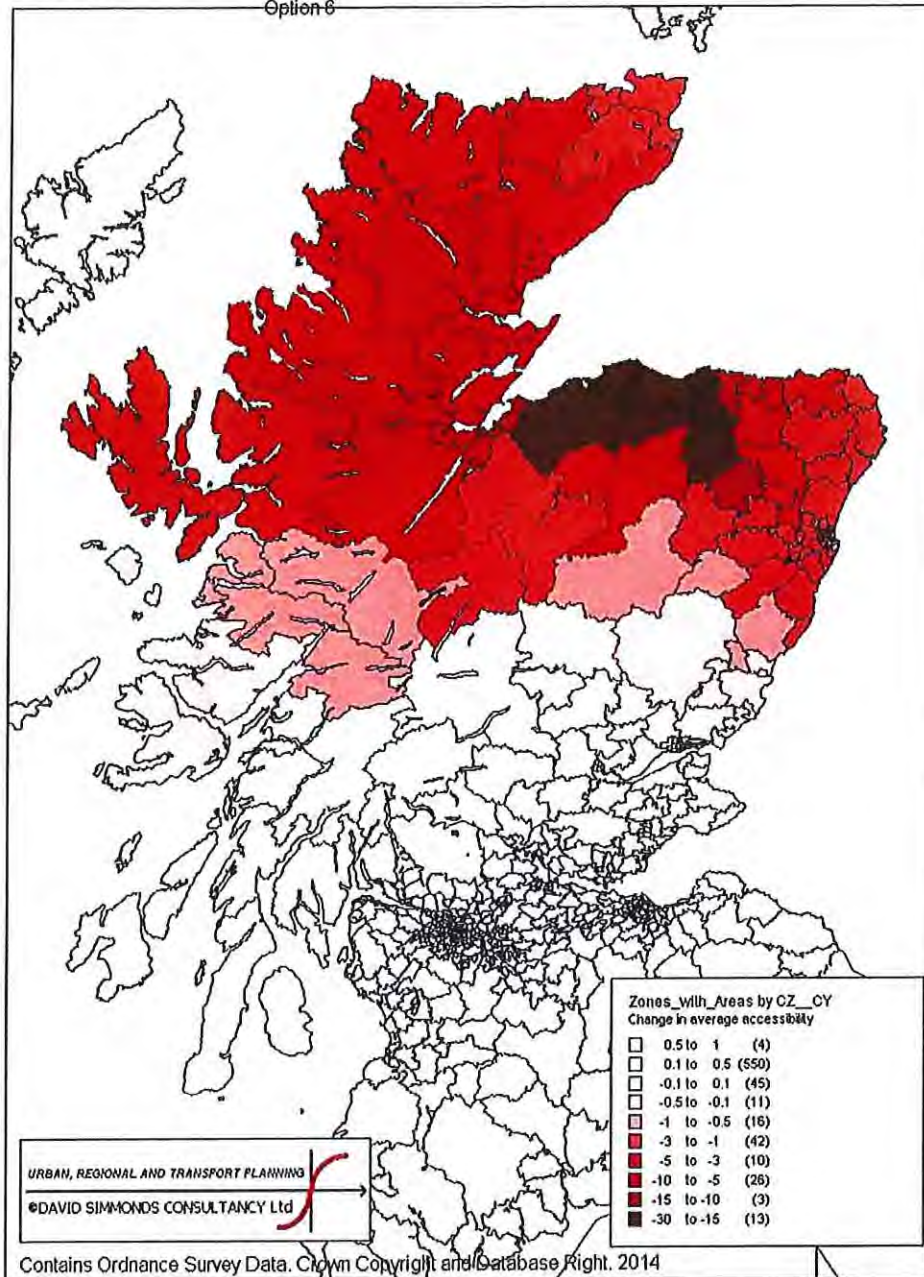 Option 6
Zones_with_Areas by CZ__CY
Change in average accessibility
0.5 to 1 (4)
0.1 to 0.5 (550)
-0.1 to 0.1 (45)
-0.5 to -0.1 (11)
-1 to -0.5 (16)
-3 to -1 (42)
-5 to -3 (10)
-10 to -5 (26)
-15 to -10 (3)
-30 to -15 (13)
URBAN, REGIONAL AND TRANSPORT PLANNING
©DAVID SIMMONDS CONSULTANCY Ltd
Contains Ordnance Survey Data. Crown Copyright and Database Right. 2014